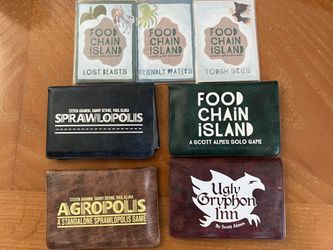 FOOD
CHAIN
ISLAND
LOST BEASTS
FOOD
CHAIN
ISLAND
FRIENDLY WATERS
FOOD
CHAIN
ISLAND
TOUGH SKIES
STEVEN ARAMINI, DANNY DEVINE, PAUL KLUKA
SPRAWLOPOLIS
FOOD
CHAIN
ISLAND
A SCOTT ALMES SOLO GAME
STEVEN ARAMINI, DANNY DEVINE, PAUL KLUKA
AGROPOLIS
A STANDALONE SPRAWLOPOLIS GAME
Ugly
Gryphon
Inn
By Scott Almes